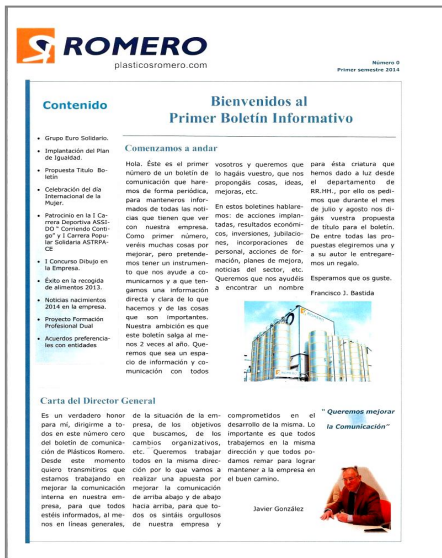 ROMERO
plasticosromero.com
Número 0
Primer semestre 2014
Contenido
• Grupo Euro Solidario.
• Implantación del Plan
de Igualdad.
• Propuesta Titulo Bo-
letín
• Celebración del día
Internacional de la
Mujer.
• Patrocinio en la I Ca-
rrera Deportiva ASSI-
DO " Corriendo Conti-
go" y I Carrera Popu-
lar Solidaria ASTRPA-
CE
• I Concurso Dibujo en
la Empresa.
• Éxito en la recogida
de alimentos 2013.
• Noticias nacimientos
2014 en la empresa.
• Proyecto Formación
Profesional Dual
• Acuerdos preferencia-
les con entidades
Bienvenidos al
Primer Boletín Informativo
Comenzamos a andar
Hola. Éste es el primer
número de un boletín de
comunicación que hare-
mos de forma periódica,
para manteneros infor-
mados de todas las noti-
cias que tienen que ver
con nuestra empresa.
Como primer número,
veréis muchas cosas por
mejorar, pero pretende-
mos tener un instrumen-
to que nos ayude a co-
municarnos y a que ten-
gamos una información
directa y clara de lo que
hacemos y de las cosas
que son importantes.
Nuestra ambición es que
este boletín salga al me-
nos 2 veces al año. Que-
remos que sea un espa-
cio de información y co-
municación con todos
vosotros y queremos que
lo hagáis vuestro, que nos
propongáis cosas, ideas,
mejoras, etc.
En estos boletines hablare-
mos: de acciones implan-
tadas, resultados económi-
cos, inversiones, jubilacio-
nes, incorporaciones de
personal, acciones de for-
mación, planes de mejora,
noticias del sector, etc.
Queremos que nos ayudéis
a encontrar un nombre
para ésta criatura que
hemos dado a luz desde
el departamento de
RR.HH., por ello os pedi-
mos que durante el mes
de julio y agosto nos di-
gáis vuestra propuesta
de título para el boletín.
De entre todas las pro-
puestas elegiremos una y
a su autor le entregare-
mos un regalo.
Esperamos que os guste.
Francisco J. Bastida
Carta del Director General
Es un verdadero honor
para mí, dirigirme a to-
dos en este número cero
del boletín de comunica-
ción de Plásticos Romero.
Desde este momento
quiero transmitiros que
estamos trabajando en
mejorar la comunicación
interna en nuestra em-
presa, para que todos
estéis informados, al me-
nos en líneas generales,
de la situación de la em-
presa, de los objetivos
que buscamos, de los
cambios organizativos,
etc. Queremos trabajar
todos en la misma direc-
ción por lo que vamos a
realizar una apuesta por
mejorar la comunicación
de arriba abajo y de abajo
hacia arriba, para que to-
dos os sintáis orgullosos
de nuestra empresa y
comprometidos en el
desarrollo de la misma. Lo
importante es que todos
trabajemos en la misma
dirección y que todos po-
damos remar para lograr
mantener a la empresa en
el buen camino.
Javier González
" Queremos mejorar
la Comunicación"